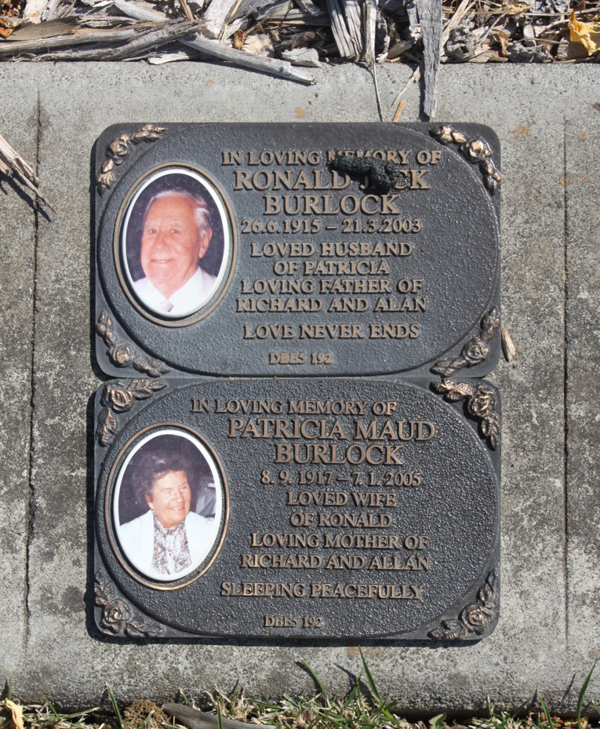 IN LOVING MEMORY OF
RONALD JACK
BURLOCK
26.6.1915 – 21.3.2003
LOVED HUSBAND
OF PATRICIA
LOVING FATHER OF
RICHARD AND ALAN
LOVE NEVER ENDS
DBES 192
IN LOVING MEMORY OF
PATRICIA MAUD
BURLOCK
8. 9. 1917 – 7. 1. 2005
LOVED WIFE
OF RONALD
LOVING MOTHER OF
RICHARD AND ALLAN
SLEEPING PEACEFULLY
DBES 192